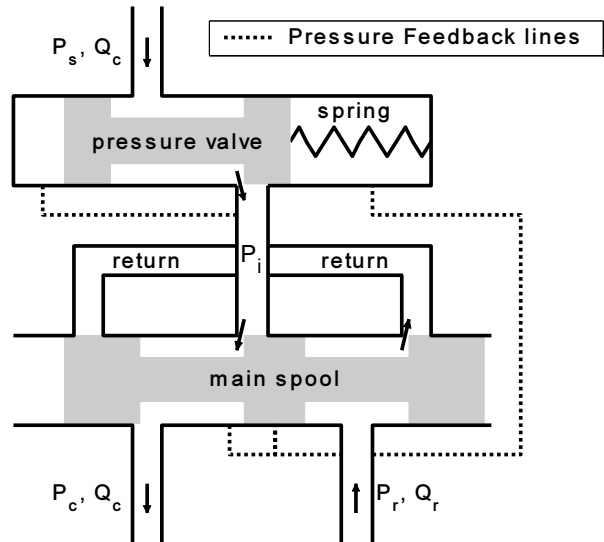 P_s, Q_c
Pressure Feedback lines
spring
pressure valve
return
P_i
return
main spool
P_c, Q_c
P_r, Q_r